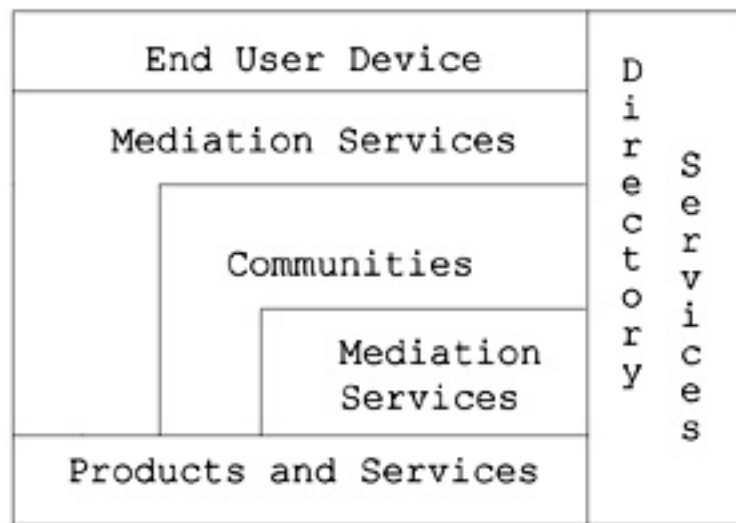 End User Device
Mediation Services
Communities
Mediation
Services
Products and Services
Directory
Services